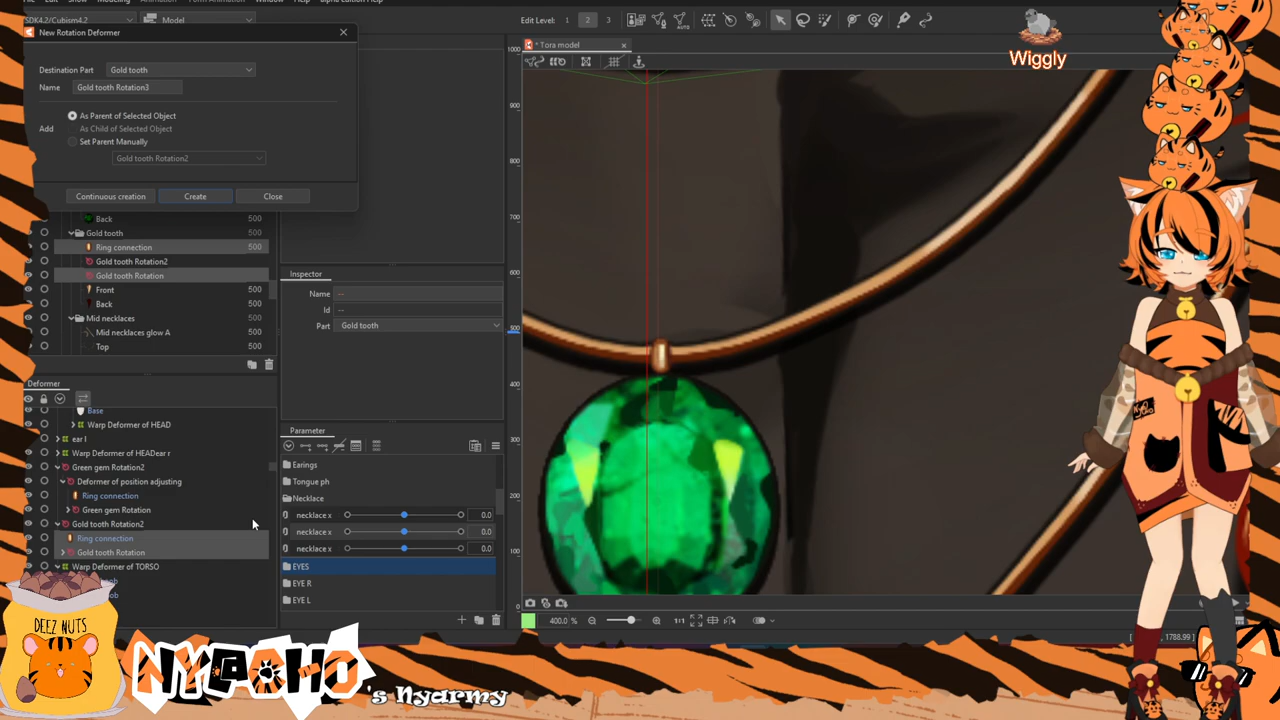 SDK4.2/Cubism4.2
Model
Edit Level:
1
2
3
New Rotation Deformer
Destination Part
Gold tooth
Name
Gold tooth Rotation3
As Parent of Selected Object
Add
As Child of Selected Object
Set Parent Manually
Gold tooth Rotation2
Continuous creation
Create
Close
* Tora model
Wiggly
1000
900
800
700
600
500
400
300
200
100
0
Back
500
Gold tooth
500
Ring connection
500
Gold tooth Rotation2
Gold tooth Rotation
Front
500
Back
500
Mid necklaces
500
Mid necklaces glow A
500
Top
500
Inspector
Name
--
Id
--
Part
Gold tooth
Deformer
Base
Warp Deformer of HEAD
ear l
Warp Deformer of HEADear r
Green gem Rotation2
Deformer of position adjusting
Ring connection
Green gem Rotation
Gold tooth Rotation2
Ring connection
Gold tooth Rotation
Warp Deformer of TORSO
Parameter
Earings
Tongue ph
Necklace
necklace x
0.0
necklace x
0.0
necklace x
0.0
EYES
EYE R
EYE L
400.0 %
1:1
1788.99 ]
DEEZ NUTS
NYAOHO
's Nyarmy